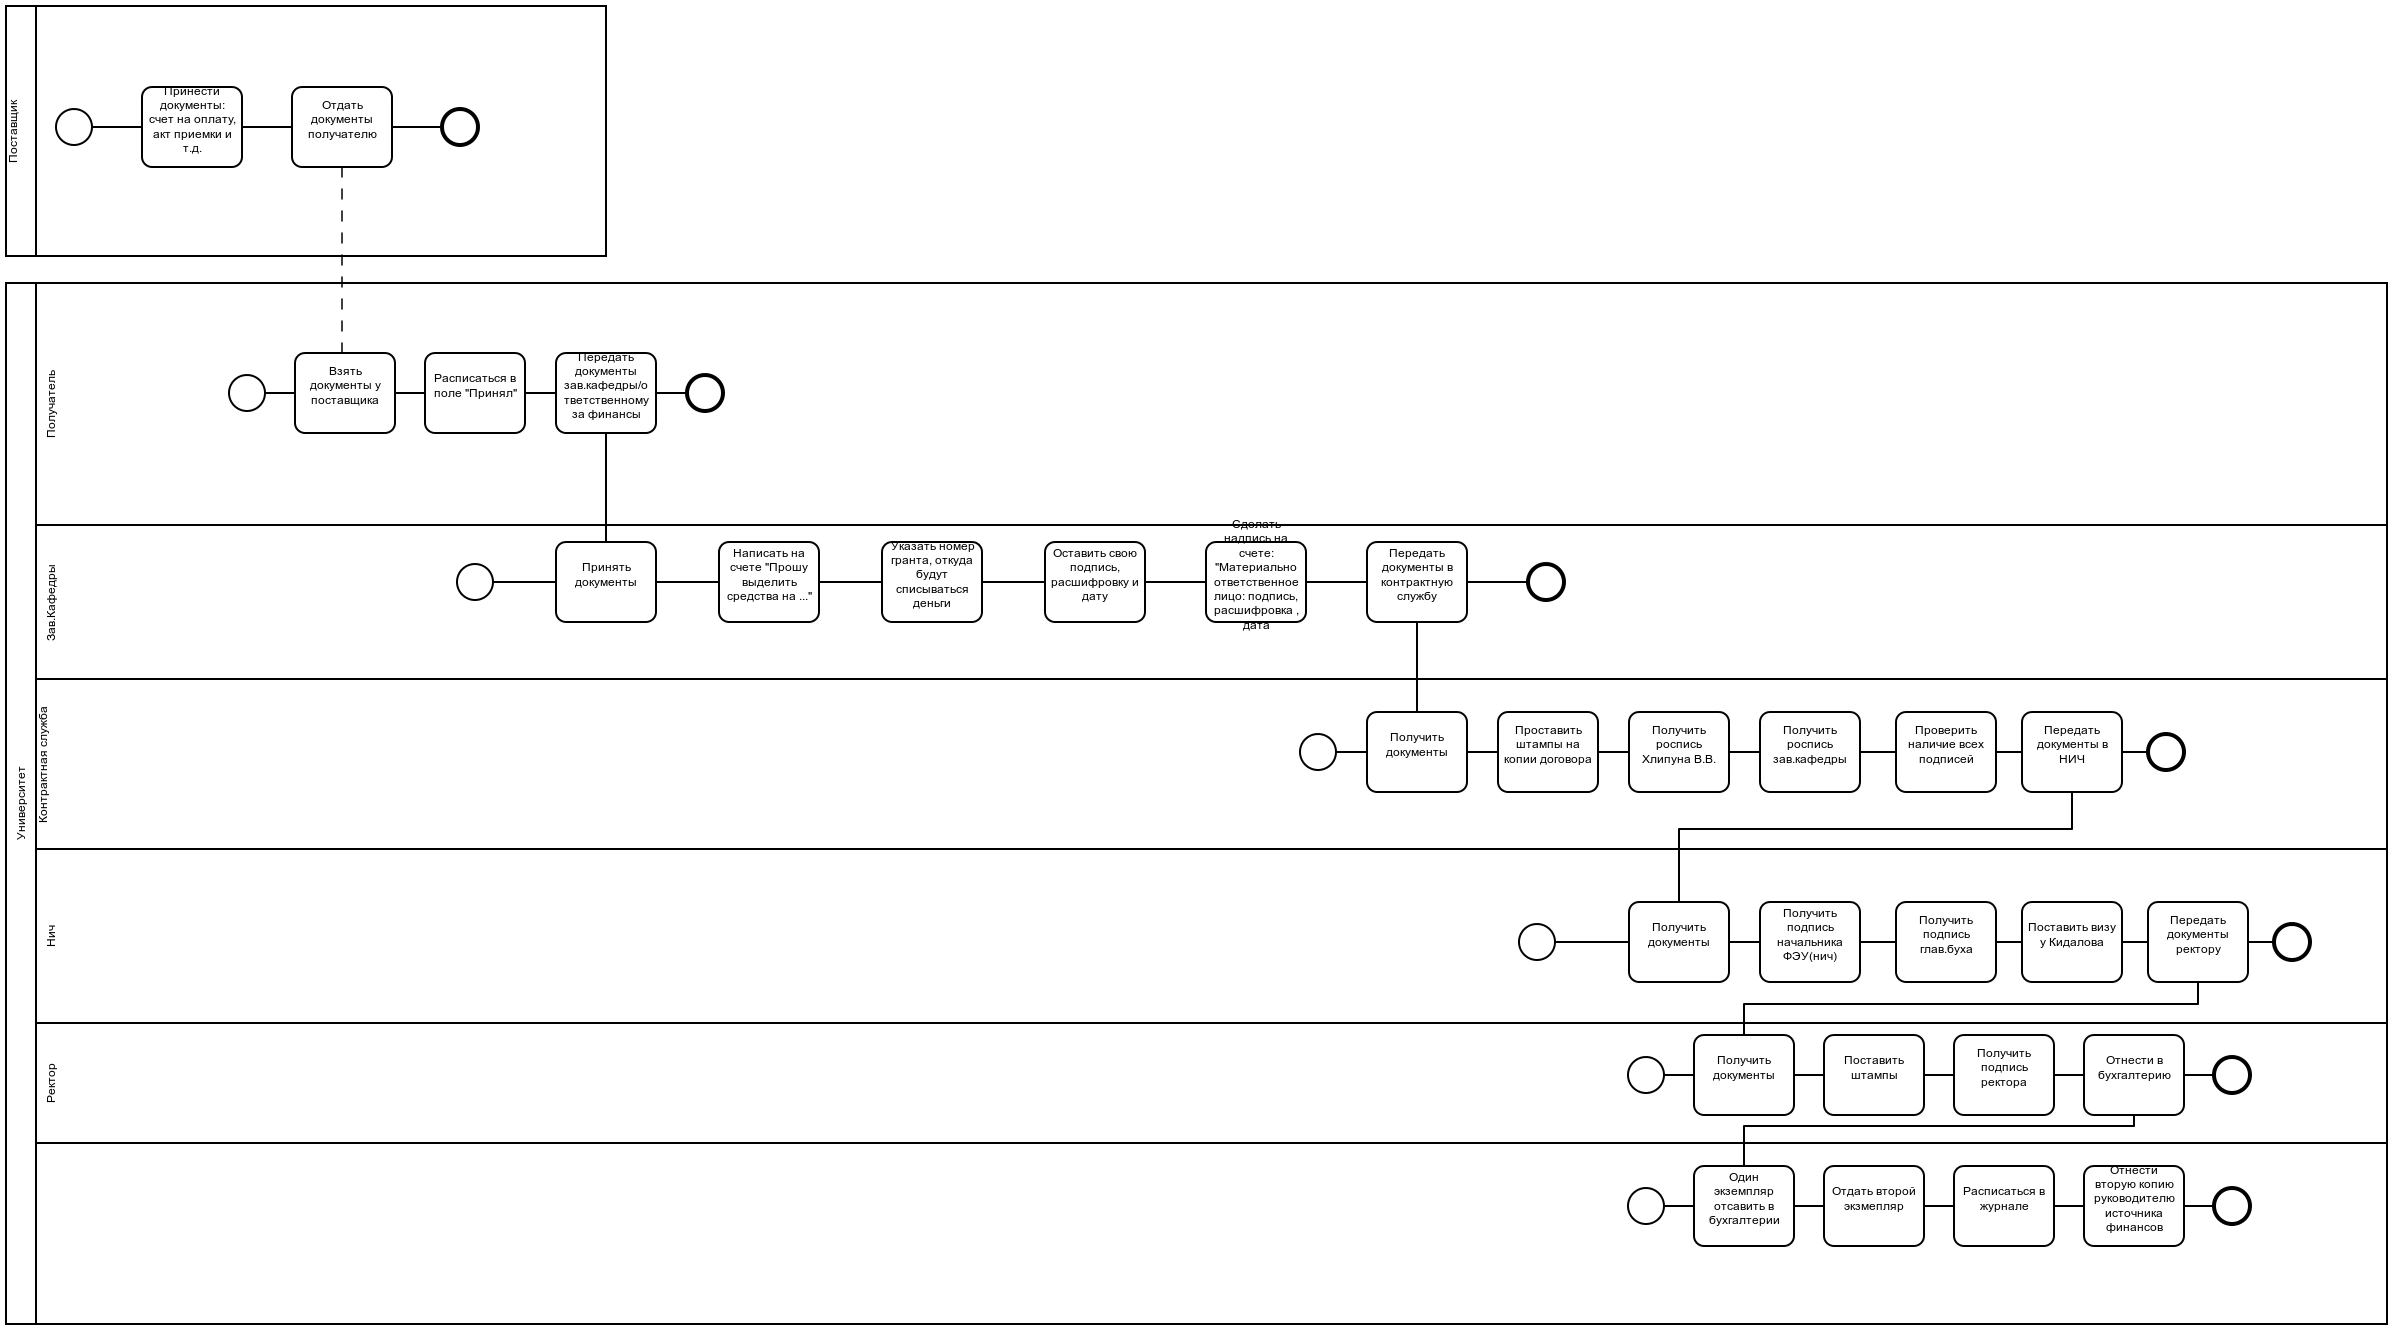 Поставщик
Принести
документы:
счет на оплату,
акт приемки и
т.д.
Отдать
документы
получателю
Университет
Получатель
Взять
документы у
поставщика
Расписаться в
поле "Принял"
Передать
документы
зав.кафедры/о
тветственному
за финансы
Зав.Кафедры
Принять
документы
Написать на
счете "Прошу
выделить
средства на ..."
Указать номер
гранта, откуда
будут
списываться
деньги
Оставить свою
подпись,
расшифровку и
дату
Сдолать
надпись на
счете:
"Материально
ответственное
лицо: подпись,
расшифровка ,
дата
Передать
документы в
контрактную
службу
Контрактная служба
Получить
документы
Проставить
штампы на
копии договора
Получить
роспись
Хлипуна В.В.
Получить
роспись
зав.кафедры
Проверить
наличие всех
подписей
Передать
документы в
НИЧ
Нич
Получить
документы
Получить
подпись
начальника
ФЭУ(нич)
Получить
подпись
глав.буха
Поставить визу
у Кидалова
Передать
документы
ректору
Ректор
Получить
документы
Поставить
штампы
Получить
подпись
ректора
Отнести в
бухгалтерию
Один
экземпляр
отсавить в
бухгалтерии
Отдать второй
экзмепляр
Расписаться в
журнале
Отнести
вторую копию
руководителю
источника
финансов